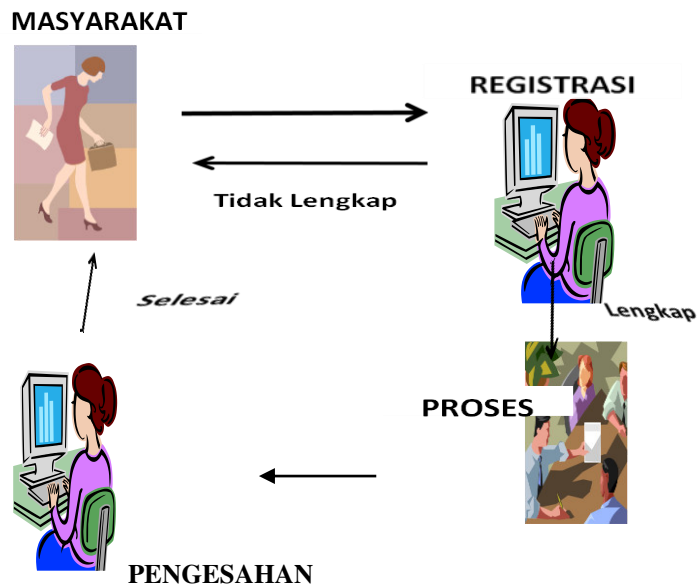 MASYARAKAT
REGISTRASI
Tidak Lengkap
Selesai
Lengkap
PROSES
PENGESAHAN